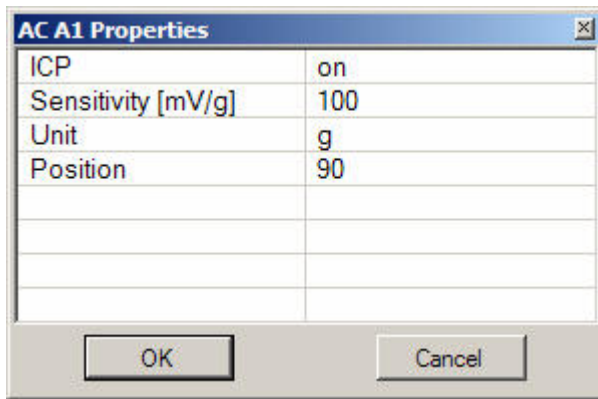 AC A1 Properties
ICP on
Sensitivity [mV/g] 100
Unit g
Position 90
OK Cancel